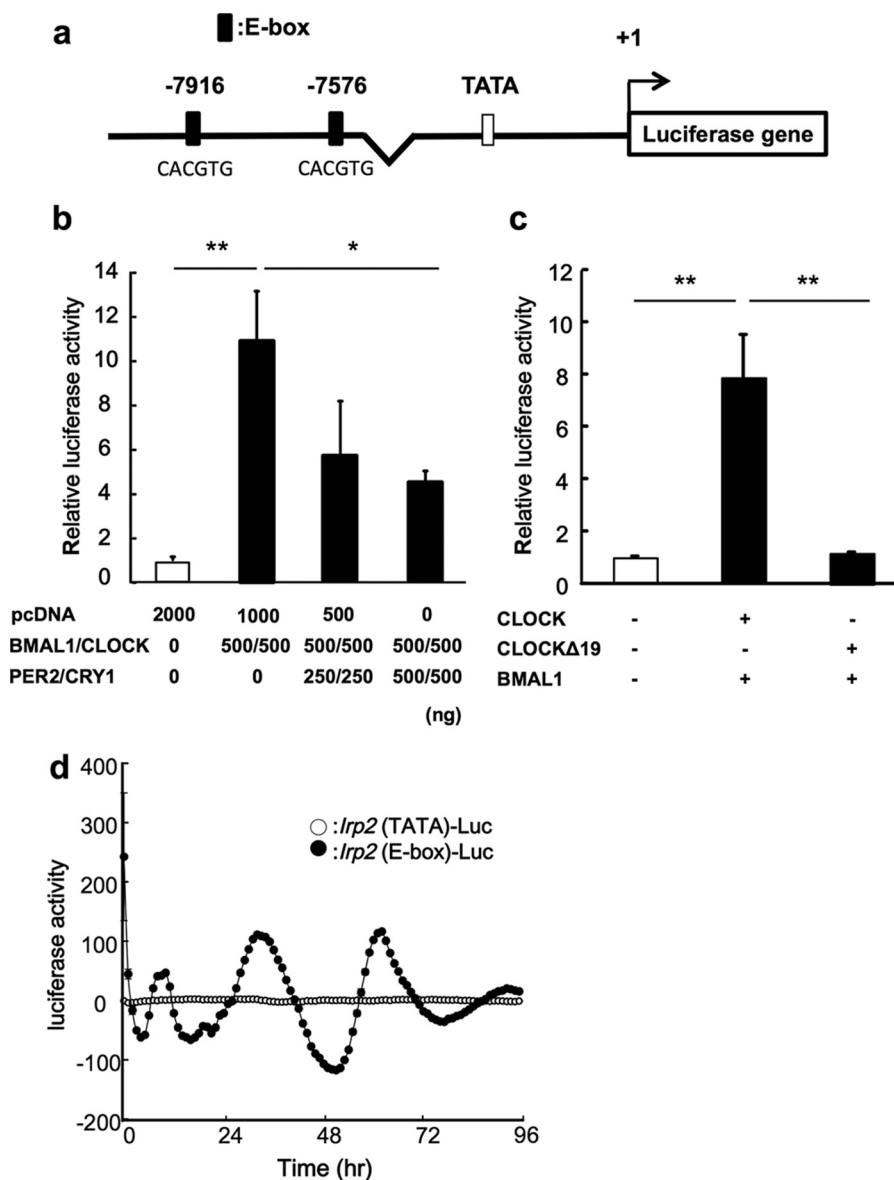 a
:E-box
+1
-7916 -7576 TATA
CACGTG CACGTG
Luciferase gene
b
** *
Relative luciferase activity
14
12
10
8
6
4
2
0
pcDNA 2000 1000 500 0
BMAL1/CLOCK 0 500/500 500/500 500/500
PER2/CRY1 0 0 250/250 500/500
(ng)
c
** **
Relative luciferase activity
12
10
8
6
4
2
0
CLOCK - + -
CLOCKΔ19 - - +
BMAL1 - + +
d
luciferase activity
400
300
200
100
0
-100
-200
:Irp2 (TATA)-Luc
:Irp2 (E-box)-Luc
0 24 48 72 96
Time (hr)